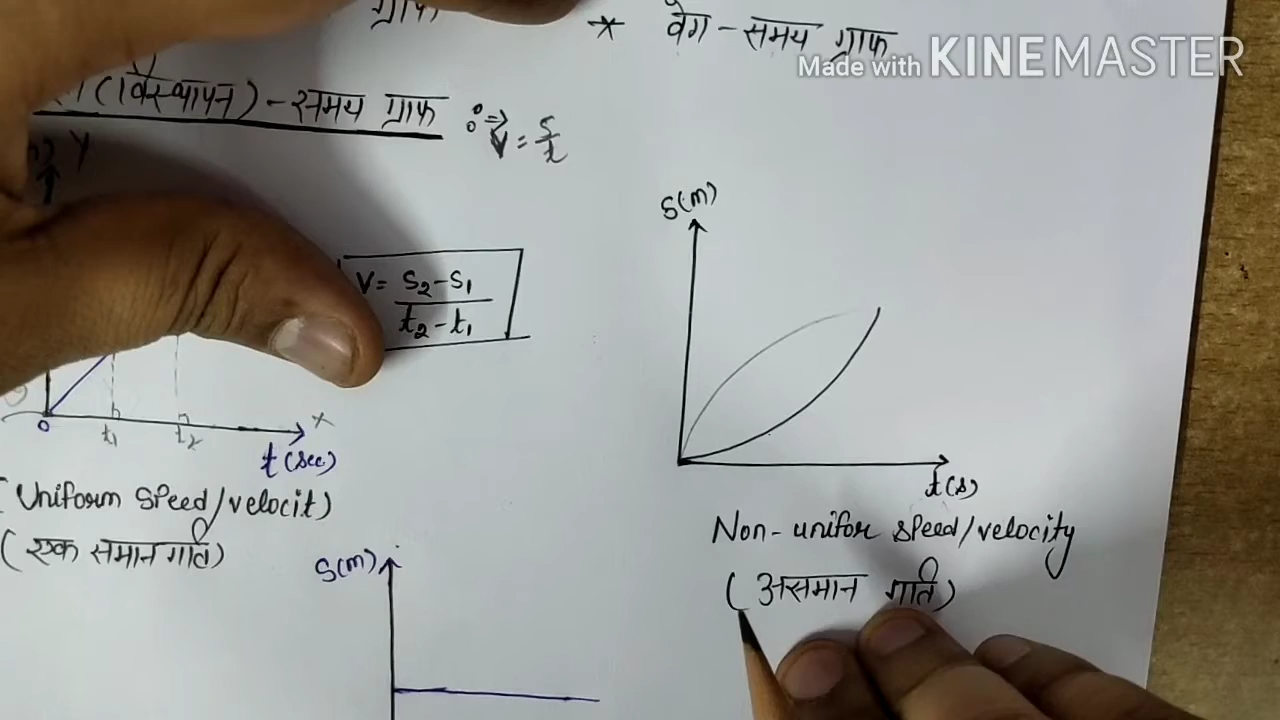 ग्राफ
* वेग - समय ग्राफ
Made with KINEMASTER
(विस्थापन) - समय ग्राफ :⇒ V = s/t
Y
S(m)
V = S₂-S₁ / t₂-t₁
0 t₁ t₂ X
t(sec)
t(s)
Uniform Speed/velocit)
(एक समान गति)
Non-unifor speed/velocity
(असमान गति)
S(m)